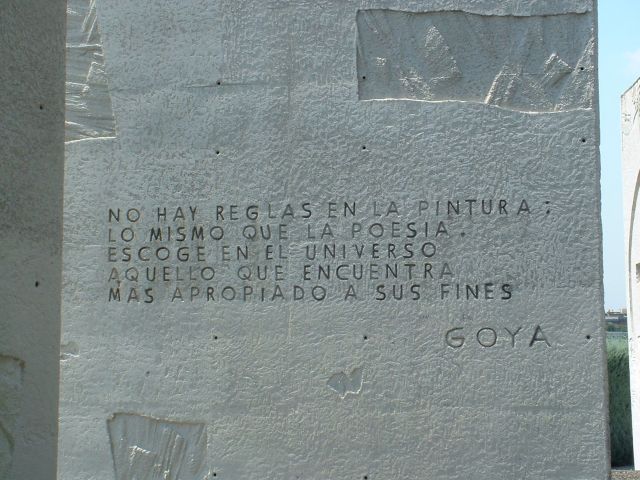 NO HAY REGLAS EN LA PINTURA;
LO MISMO QUE LA POESIA.
ESCOGE EN EL UNIVERSO
AQUELLO QUE ENCUENTRA
MAS APROPIADO A SUS FINES
GOYA